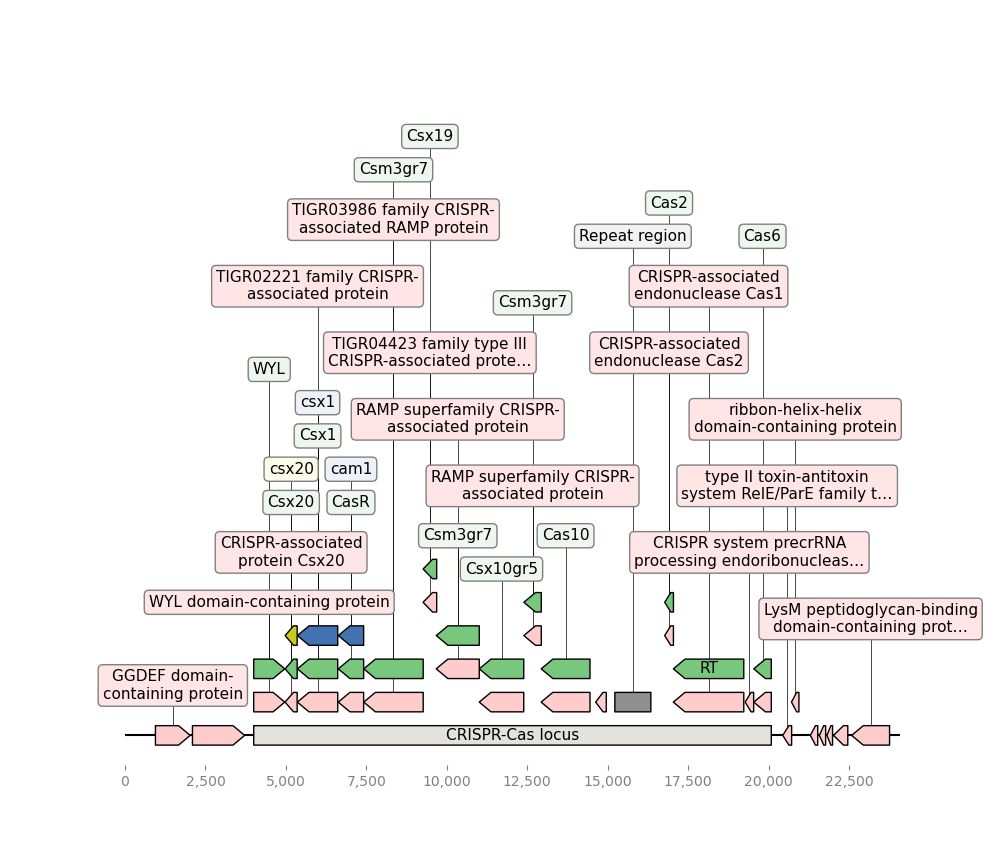 Csx19
Csm3gr7
TIGR03986 family CRISPR-
associated RAMP protein
Cas2
Repeat region
Cas6
TIGR02221 family CRISPR-
associated protein
CRISPR-associated
endonuclease Cas1
Csm3gr7
TIGR04423 family type III
CRISPR-associated prote...
CRISPR-associated
endonuclease Cas2
WYL
csx1
RAMP superfamily CRISPR-
associated protein
ribbon-helix-helix
domain-containing protein
Csx1
csx20
cam1
RAMP superfamily CRISPR-
associated protein
type II toxin-antitoxin
system RelE/ParE family t...
Csx20
CasR
CRISPR-associated
protein Csx20
Csm3gr7
Cas10
CRISPR system precrRNA
processing endoribonucleas...
Csx10gr5
WYL domain-containing protein
LysM peptidoglycan-binding
domain-containing prot...
GGDEF domain-
containing protein
RT
CRISPR-Cas locus
0
2,500
5,000
7,500
10,000
12,500
15,000
17,500
20,000
22,500